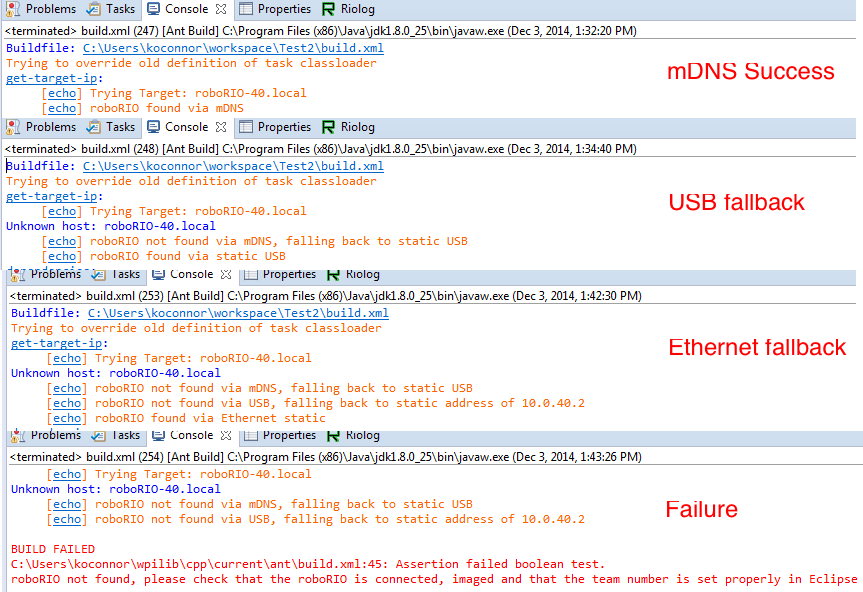 Problems Tasks Console Properties Riolog
<terminated> build.xml (247) [Ant Build] C:\Program Files (x86)\Java\jdk1.8.0_25\bin\javaw.exe (Dec 3, 2014, 1:32:20 PM)
Buildfile: C:\Users\koconnor\workspace\Test2\build.xml
Trying to override old definition of task classloader
get-target-ip:
[echo] Trying Target: roboRIO-40.local
[echo] roboRIO found via mDNS
mDNS Success
Problems Tasks Console Properties Riolog
<terminated> build.xml (248) [Ant Build] C:\Program Files (x86)\Java\jdk1.8.0_25\bin\javaw.exe (Dec 3, 2014, 1:34:40 PM)
Buildfile: C:\Users\koconnor\workspace\Test2\build.xml
Trying to override old definition of task classloader
get-target-ip:
[echo] Trying Target: roboRIO-40.local
Unknown host: roboRIO-40.local
[echo] roboRIO not found via mDNS, falling back to static USB
[echo] roboRIO found via static USB
USB fallback
Problems Tasks Console Properties Riolog
<terminated> build.xml (253) [Ant Build] C:\Program Files (x86)\Java\jdk1.8.0_25\bin\javaw.exe (Dec 3, 2014, 1:42:30 PM)
Buildfile: C:\Users\koconnor\workspace\Test2\build.xml
Trying to override old definition of task classloader
get-target-ip:
[echo] Trying Target: roboRIO-40.local
Unknown host: roboRIO-40.local
[echo] roboRIO not found via mDNS, falling back to static USB
[echo] roboRIO not found via USB, falling back to static address of 10.0.40.2
[echo] roboRIO found via Ethernet static
Ethernet fallback
Problems Tasks Console Properties Riolog
<terminated> build.xml (254) [Ant Build] C:\Program Files (x86)\Java\jdk1.8.0_25\bin\javaw.exe (Dec 3, 2014, 1:43:26 PM)
[echo] Trying Target: roboRIO-40.local
Unknown host: roboRIO-40.local
[echo] roboRIO not found via mDNS, falling back to static USB
[echo] roboRIO not found via USB, falling back to static address of 10.0.40.2
Failure
BUILD FAILED
C:\Users\koconnor\wpilib\cpp\current\ant\build.xml:45: Assertion failed boolean test.
roboRIO not found, please check that the roboRIO is connected, imaged and that the team number is set properly in Eclipse